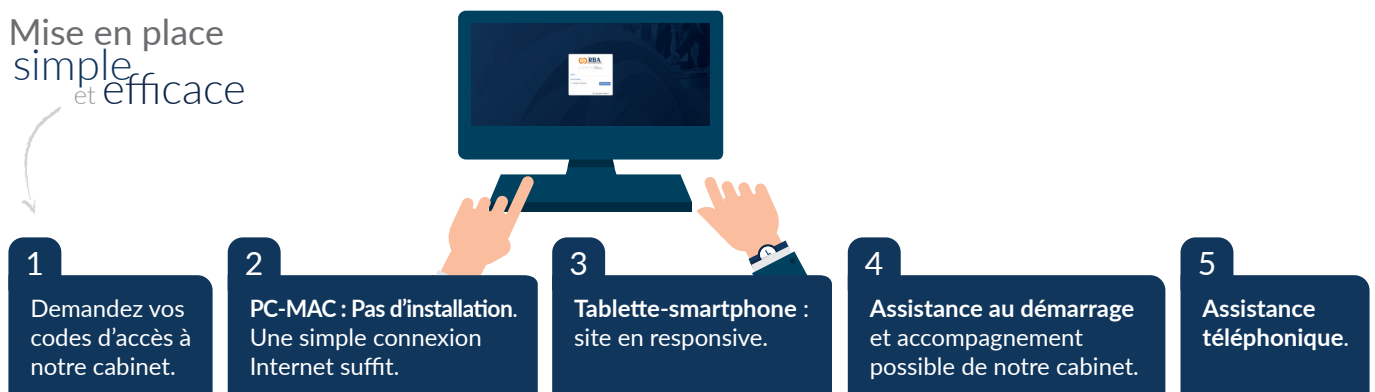 Mise en place
simple
et efficace
RBA
1
Demandez vos
codes d'accès à
notre cabinet.
2
PC-MAC : Pas d'installation.
Une simple connexion
Internet suffit.
3
Tablette-smartphone :
site en responsive.
4
Assistance au démarrage
et accompagnement
possible de notre cabinet.
5
Assistance
téléphonique.